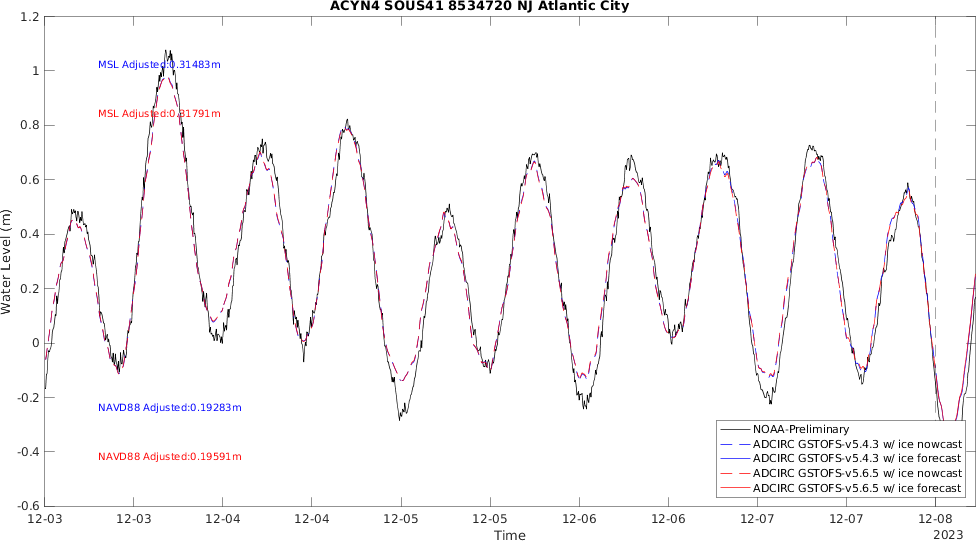 ACYN4 SOUS41 8534720 NJ Atlantic City
1.2
1
0.8
0.6
0.4
0.2
0
-0.2
-0.4
-0.6
Water Level (m)
MSL Adjusted:0.31483m
MSL Adjusted:0.31791m
NAVD88 Adjusted:0.19283m
NAVD88 Adjusted:0.19591m
NOAA-Preliminary
ADCIRC GSTOFS-v5.4.3 w/ ice nowcast
ADCIRC GSTOFS-v5.4.3 w/ ice forecast
ADCIRC GSTOFS-v5.6.5 w/ ice nowcast
ADCIRC GSTOFS-v5.6.5 w/ ice forecast
12-03 12-03 12-04 12-04 12-05 12-05 12-06 12-06 12-07 12-07 12-08
Time
2023